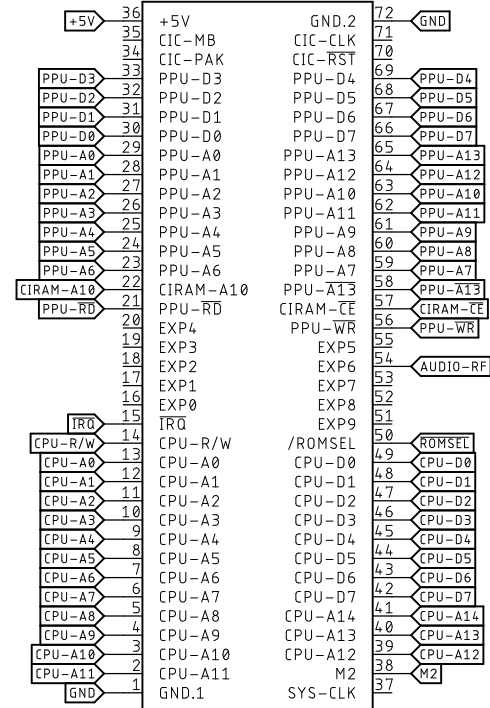 +5V 36 +5V GND.2 72 GND
35 CIC-MB CIC-CLK 71
34 CIC-PAK CIC-R̅S̅T̅ 70
PPU-D3 33 PPU-D3 PPU-D4 69 PPU-D4
PPU-D2 32 PPU-D2 PPU-D5 68 PPU-D5
PPU-D1 31 PPU-D1 PPU-D6 67 PPU-D6
PPU-D0 30 PPU-D0 PPU-D7 66 PPU-D7
PPU-A0 29 PPU-A0 PPU-A13 65 PPU-A13
PPU-A1 28 PPU-A1 PPU-A12 64 PPU-A12
PPU-A2 27 PPU-A2 PPU-A10 63 PPU-A10
PPU-A3 26 PPU-A3 PPU-A11 62 PPU-A11
PPU-A4 25 PPU-A4 PPU-A9 61 PPU-A9
PPU-A5 24 PPU-A5 PPU-A8 60 PPU-A8
PPU-A6 23 PPU-A6 PPU-A7 59 PPU-A7
CIRAM-A10 22 CIRAM-A10 PPU-A̅1̅3̅ 58 PPU-A̅1̅3̅
PPU-R̅D̅ 21 PPU-R̅D̅ CIRAM-C̅E̅ 57 CIRAM-C̅E̅
20 EXP4 PPU-W̅R̅ 56 PPU-W̅R̅
19 EXP3 EXP5 55
18 EXP2 EXP6 54 AUDIO-RF
17 EXP1 EXP7 53
16 EXP0 EXP8 52
I̅R̅Q̅ 15 I̅R̅Q̅ EXP9 51
CPU-R/W 14 CPU-R/W /ROMSEL 50 R̅O̅M̅S̅E̅L̅
CPU-A0 13 CPU-A0 CPU-D0 49 CPU-D0
CPU-A1 12 CPU-A1 CPU-D1 48 CPU-D1
CPU-A2 11 CPU-A2 CPU-D2 47 CPU-D2
CPU-A3 10 CPU-A3 CPU-D3 46 CPU-D3
CPU-A4 9 CPU-A4 CPU-D4 45 CPU-D4
CPU-A5 8 CPU-A5 CPU-D5 44 CPU-D5
CPU-A6 7 CPU-A6 CPU-D6 43 CPU-D6
CPU-A7 6 CPU-A7 CPU-D7 42 CPU-D7
CPU-A8 5 CPU-A8 CPU-A14 41 CPU-A14
CPU-A9 4 CPU-A9 CPU-A13 40 CPU-A13
CPU-A10 3 CPU-A10 CPU-A12 39 CPU-A12
CPU-A11 2 CPU-A11 M2 38 M2
GND 1 GND.1 SYS-CLK 37